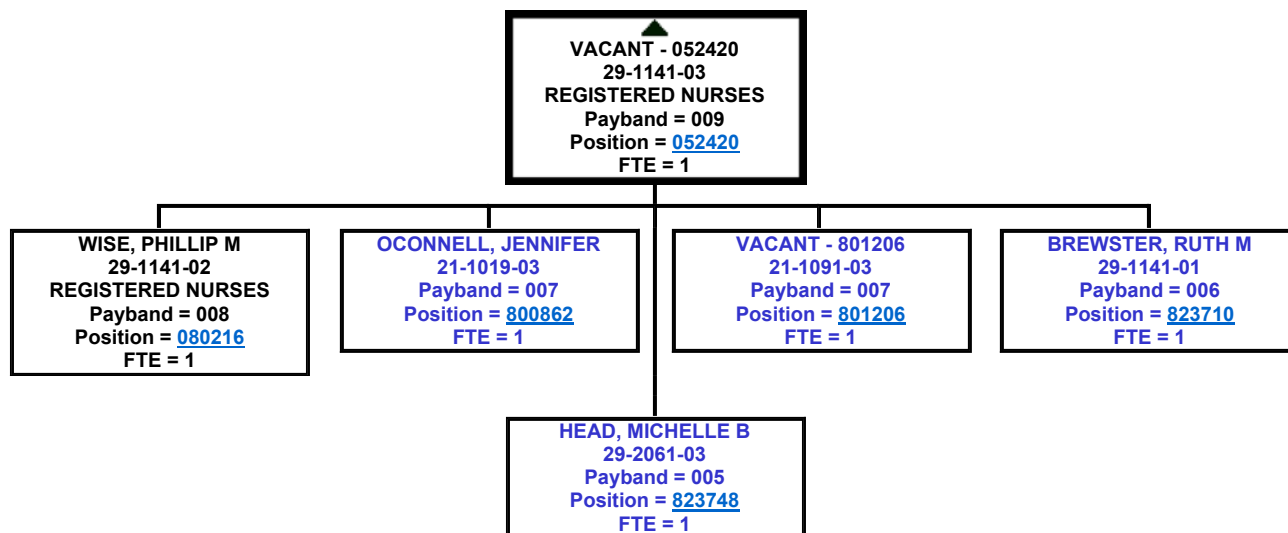 VACANT - 052420
29-1141-03
REGISTERED NURSES
Payband = 009
Position = 052420
FTE = 1
WISE, PHILLIP M
29-1141-02
REGISTERED NURSES
Payband = 008
Position = 080216
FTE = 1
OCONNELL, JENNIFER
21-1019-03
Payband = 007
Position = 800862
FTE = 1
VACANT - 801206
21-1091-03
Payband = 007
Position = 801206
FTE = 1
BREWSTER, RUTH M
29-1141-01
Payband = 006
Position = 823710
FTE = 1
HEAD, MICHELLE B
29-2061-03
Payband = 005
Position = 823748
FTE = 1